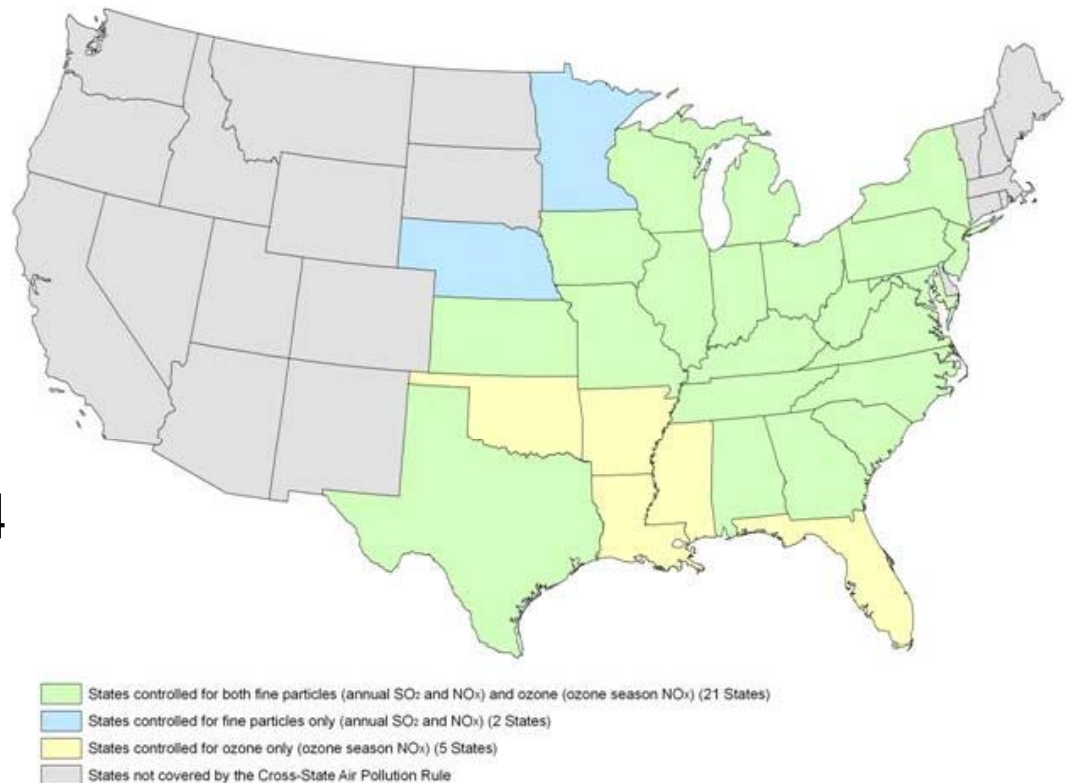 4
States controlled for both fine particles (annual SO₂ and NOx) and ozone (ozone season NOx) (21 States)
States controlled for fine particles only (annual SO₂ and NOx) (2 States)
States controlled for ozone only (ozone season NOx) (5 States)
States not covered by the Cross-State Air Pollution Rule